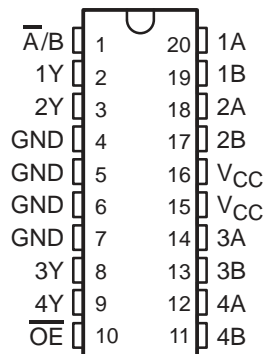 A̅/B 1 20 1A
1Y 2 19 1B
2Y 3 18 2A
GND 4 17 2B
GND 5 16 VCC
GND 6 15 VCC
GND 7 14 3A
3Y 8 13 3B
4Y 9 12 4A
O̅E̅ 10 11 4B